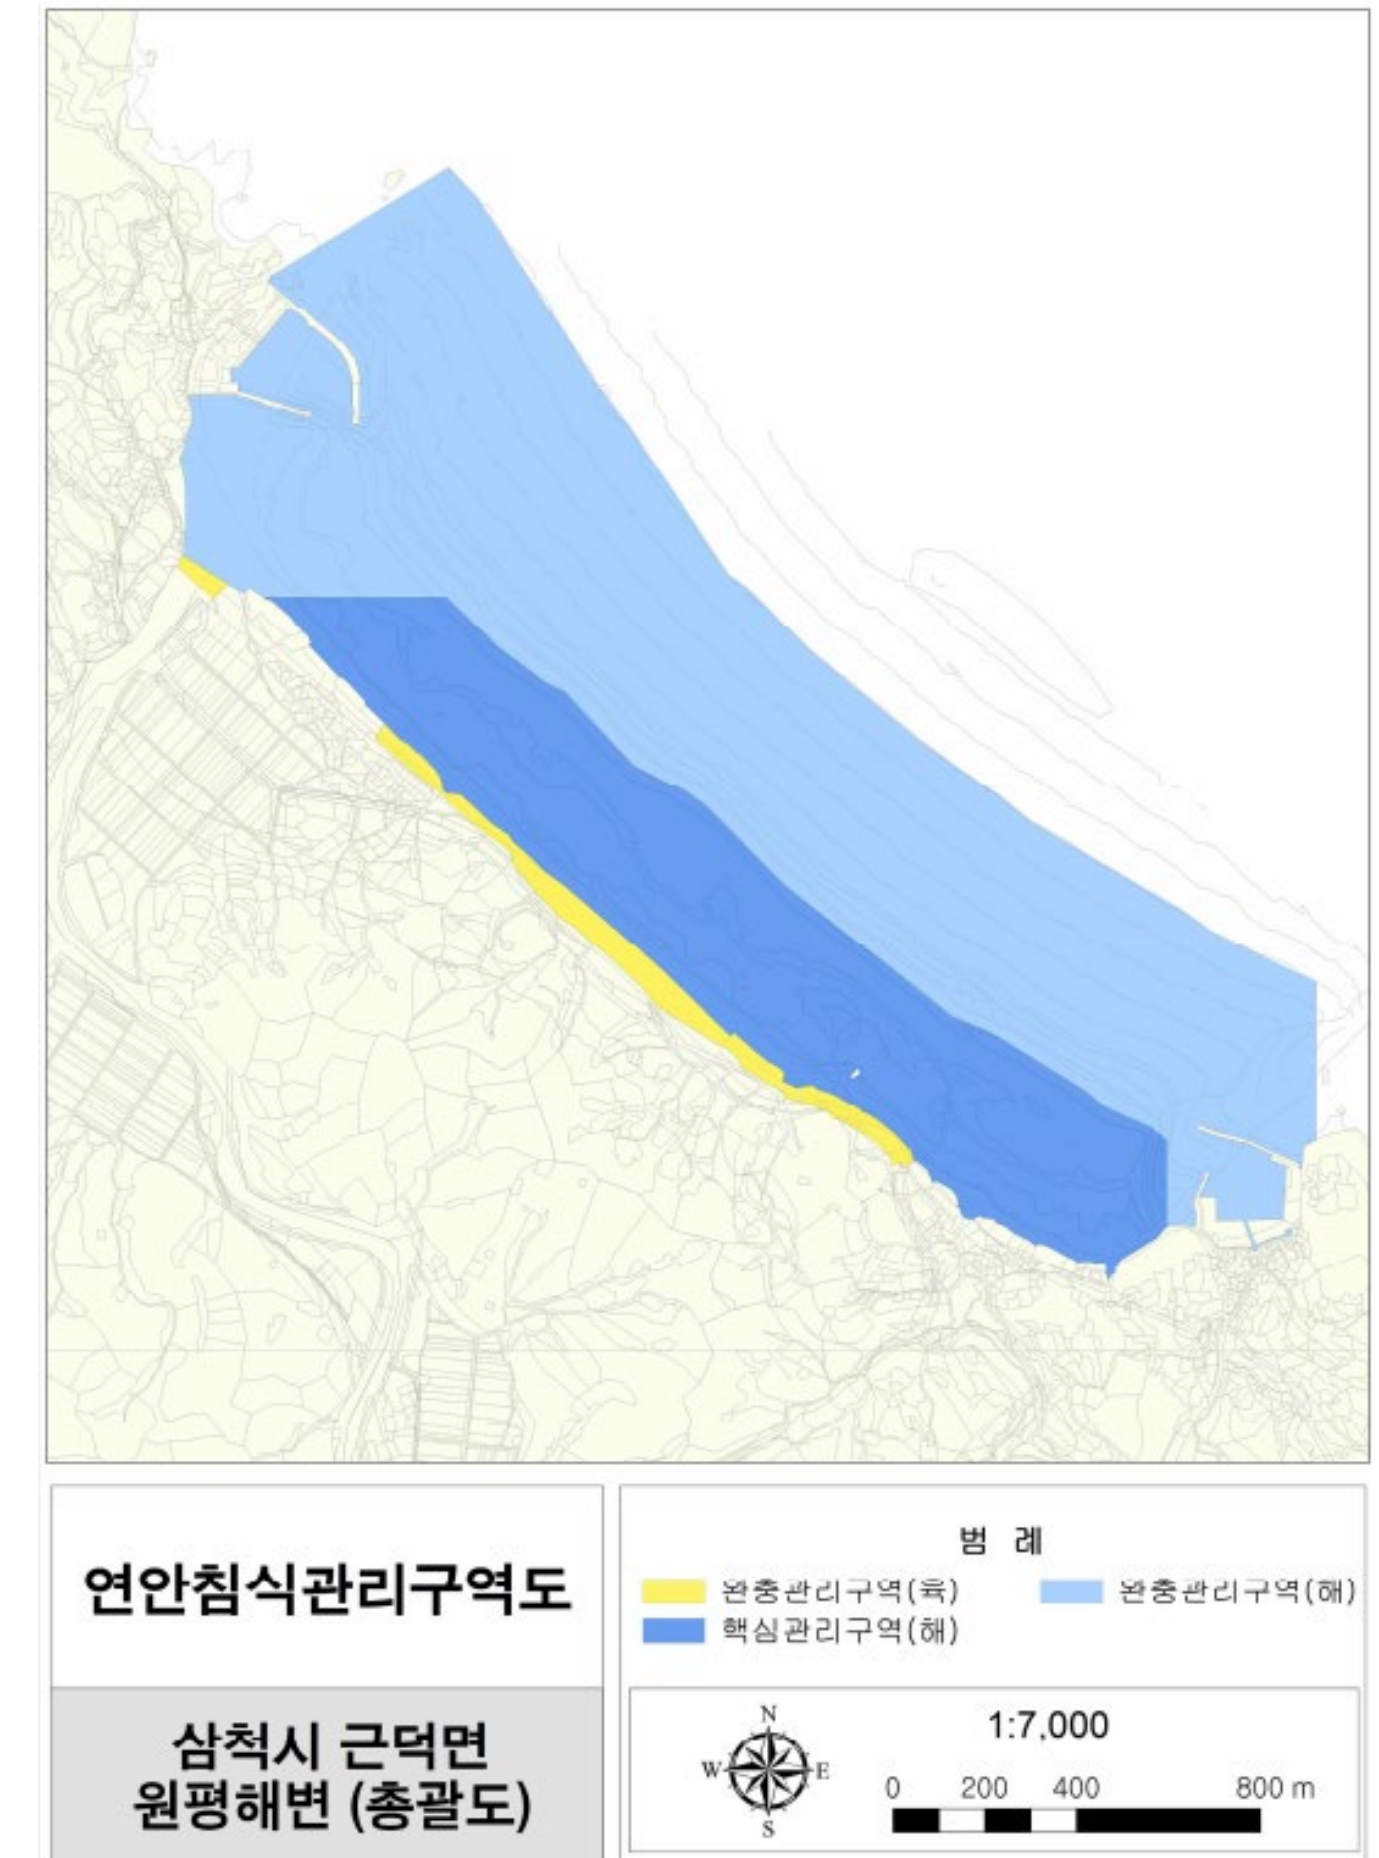 연안침식관리구역도
삼척시 근덕면
원평해변 (총괄도)
범 례
완충관리구역(육)
완충관리구역(해)
핵심관리구역(해)
N
W
E
S
1:7,000
0 200 400 800 m